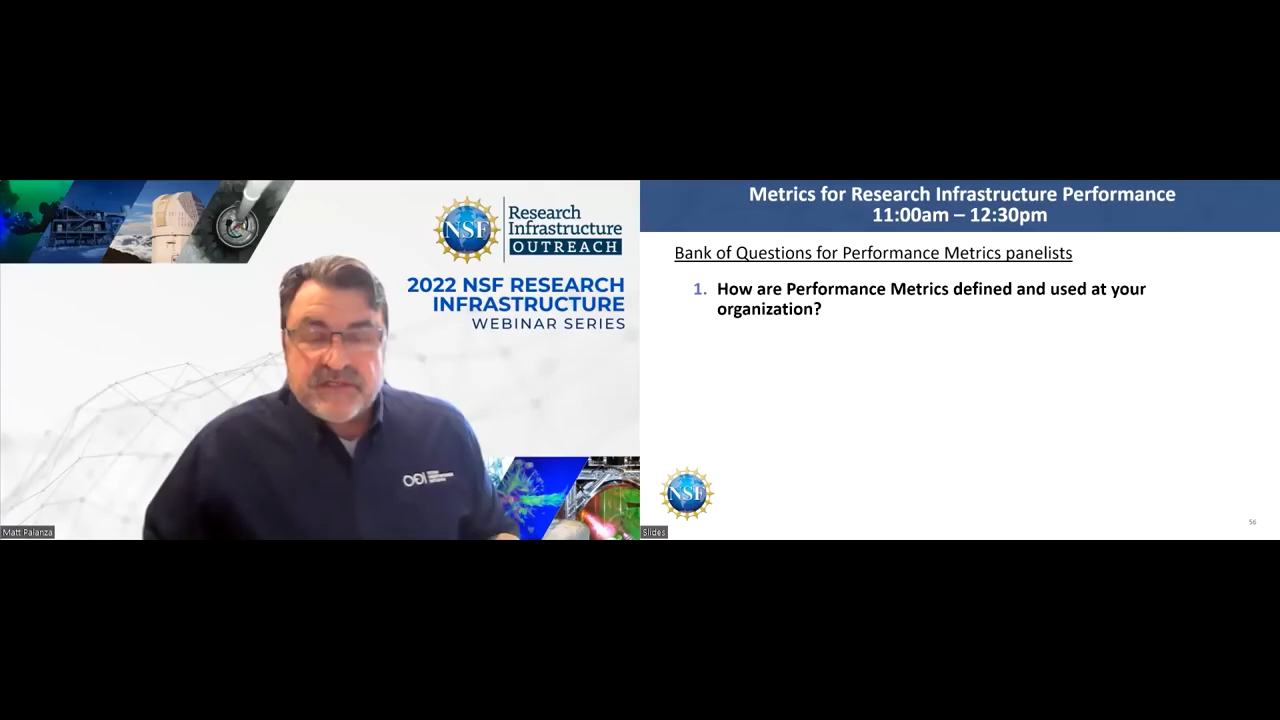 NSF
Research
Infrastructure
OUTREACH
2022 NSF RESEARCH
INFRASTRUCTURE
WEBINAR SERIES
OOI
Matt Palanza
Metrics for Research Infrastructure Performance
11:00am – 12:30pm
Bank of Questions for Performance Metrics panelists
1. How are Performance Metrics defined and used at your
organization?
NSF
Slides
56